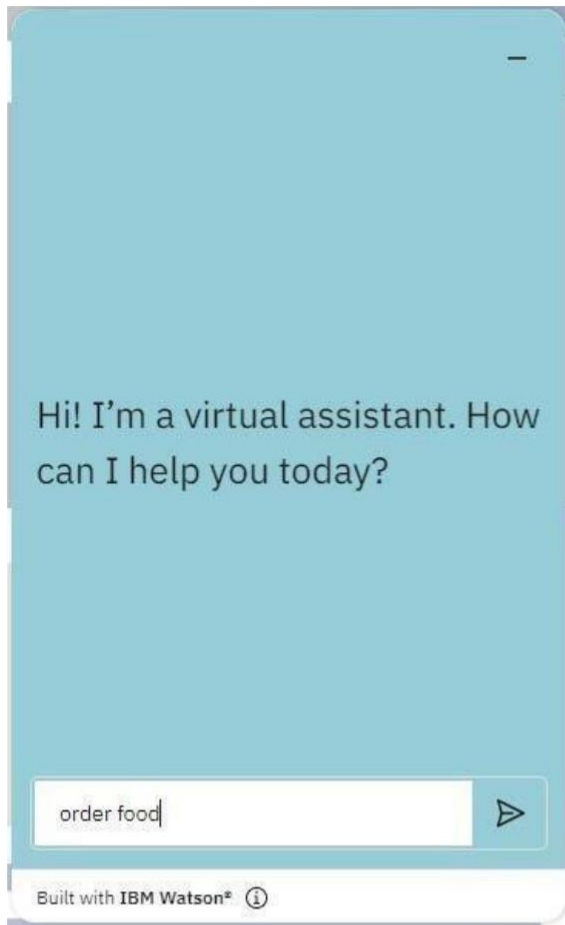 Hi! I'm a virtual assistant. How
can I help you today?
order food
Built with IBM Watson®